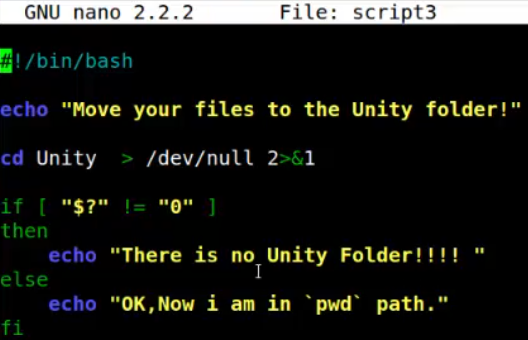 GNU nano 2.2.2 File: script3
#!/bin/bash
echo "Move your files to the Unity folder!"
cd Unity > /dev/null 2>&1
if [ "$?" != "0" ]
then
echo "There is no Unity Folder!!!! "
else
echo "OK,Now i am in `pwd` path."
fi